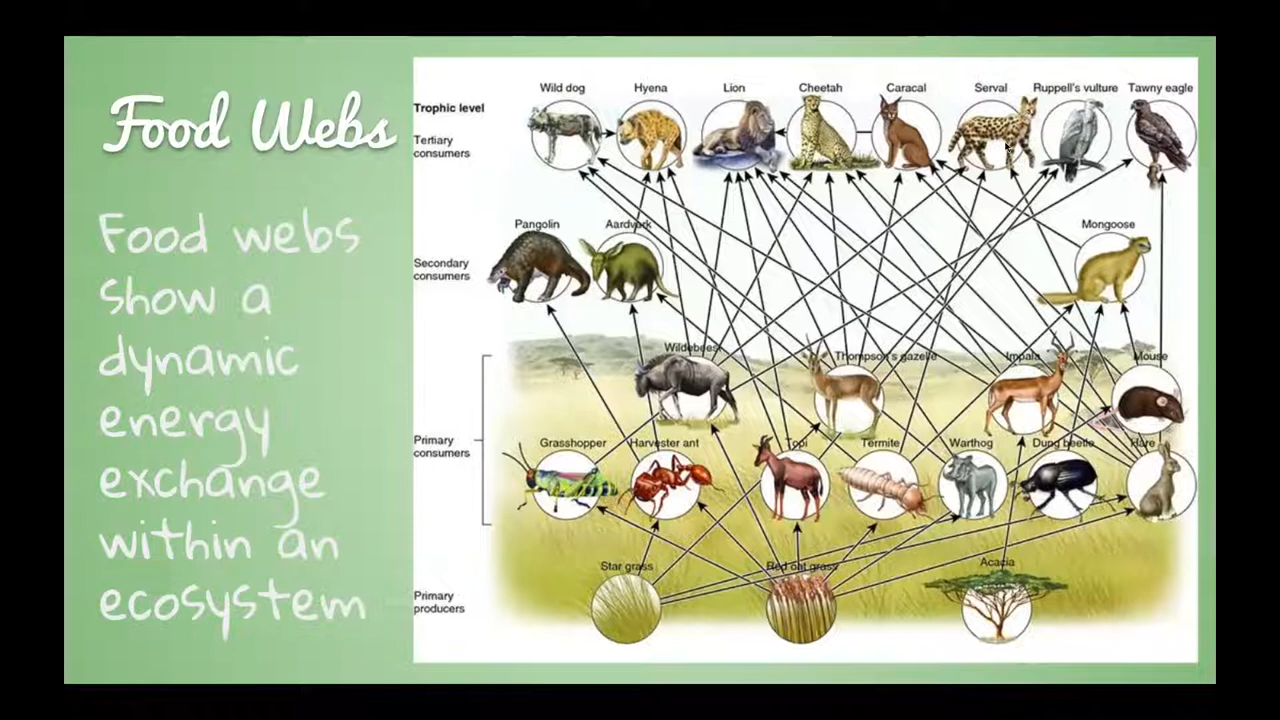 Food Webs
Food webs
show a
dynamic
energy
exchange
within an
ecosystem
Wild dog Hyena Lion Cheetah Caracal Serval Ruppell's vulture Tawny eagle
Trophic level
Tertiary
consumers
Pangolin Aardvark Mongoose
Secondary
consumers
Wildebeest Thompson's gazelle Impala Mouse
Primary
consumers
Grasshopper Harvester ant Topi Termite Warthog Dung beetle Hare
Star grass Red oat grass Acacia
Primary
producers